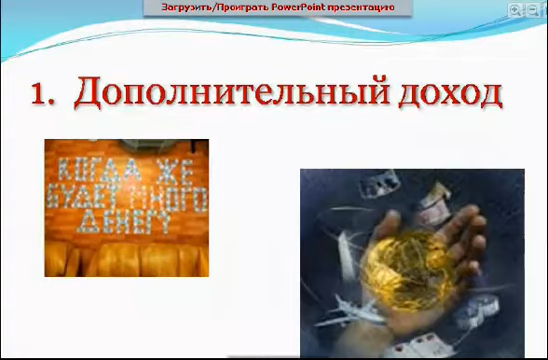 Загрузить/Проиграть PowerPoint презентацию
1. Дополнительный доход
КОГДА ЖЕ
БУДЕТ МНОГО
ДЕНЕГ?